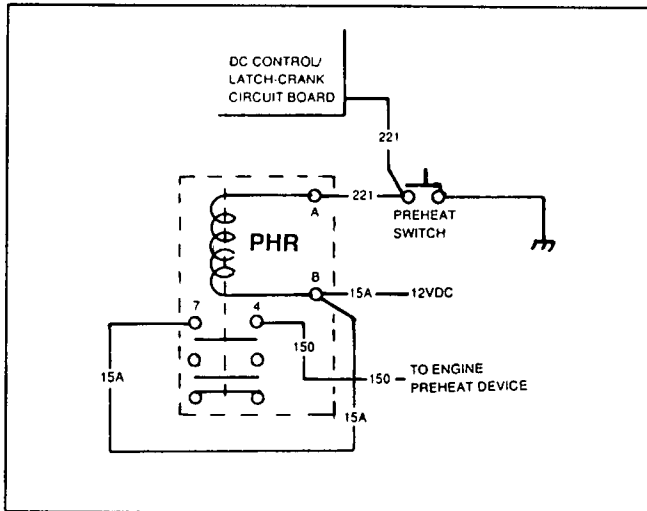 DC CONTROL/
LATCH-CRANK
CIRCUIT BOARD
221
A
221
PREHEAT
SWITCH
PHR
B
15A
12VDC
7
4
150
15A
150
TO ENGINE
PREHEAT DEVICE
15A